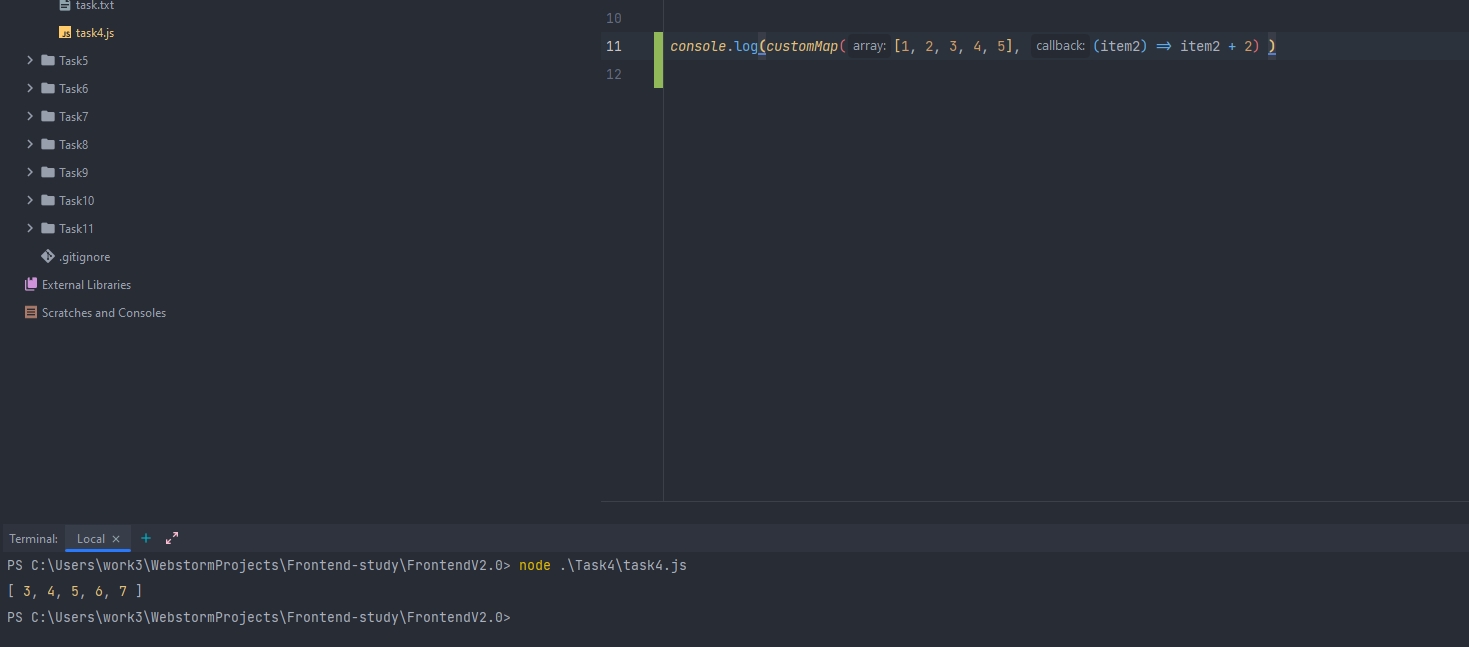 task.txt
task4.js
Task5
Task6
Task7
Task8
Task9
Task10
Task11
.gitignore
External Libraries
Scratches and Consoles
10
11 console.log(customMap( array: [1, 2, 3, 4, 5], callback: (item2) => item2 + 2) )
12
Terminal: Local × +
PS C:\Users\work3\WebstormProjects\Frontend-study\FrontendV2.0> node .\Task4\task4.js
[ 3, 4, 5, 6, 7 ]
PS C:\Users\work3\WebstormProjects\Frontend-study\FrontendV2.0>